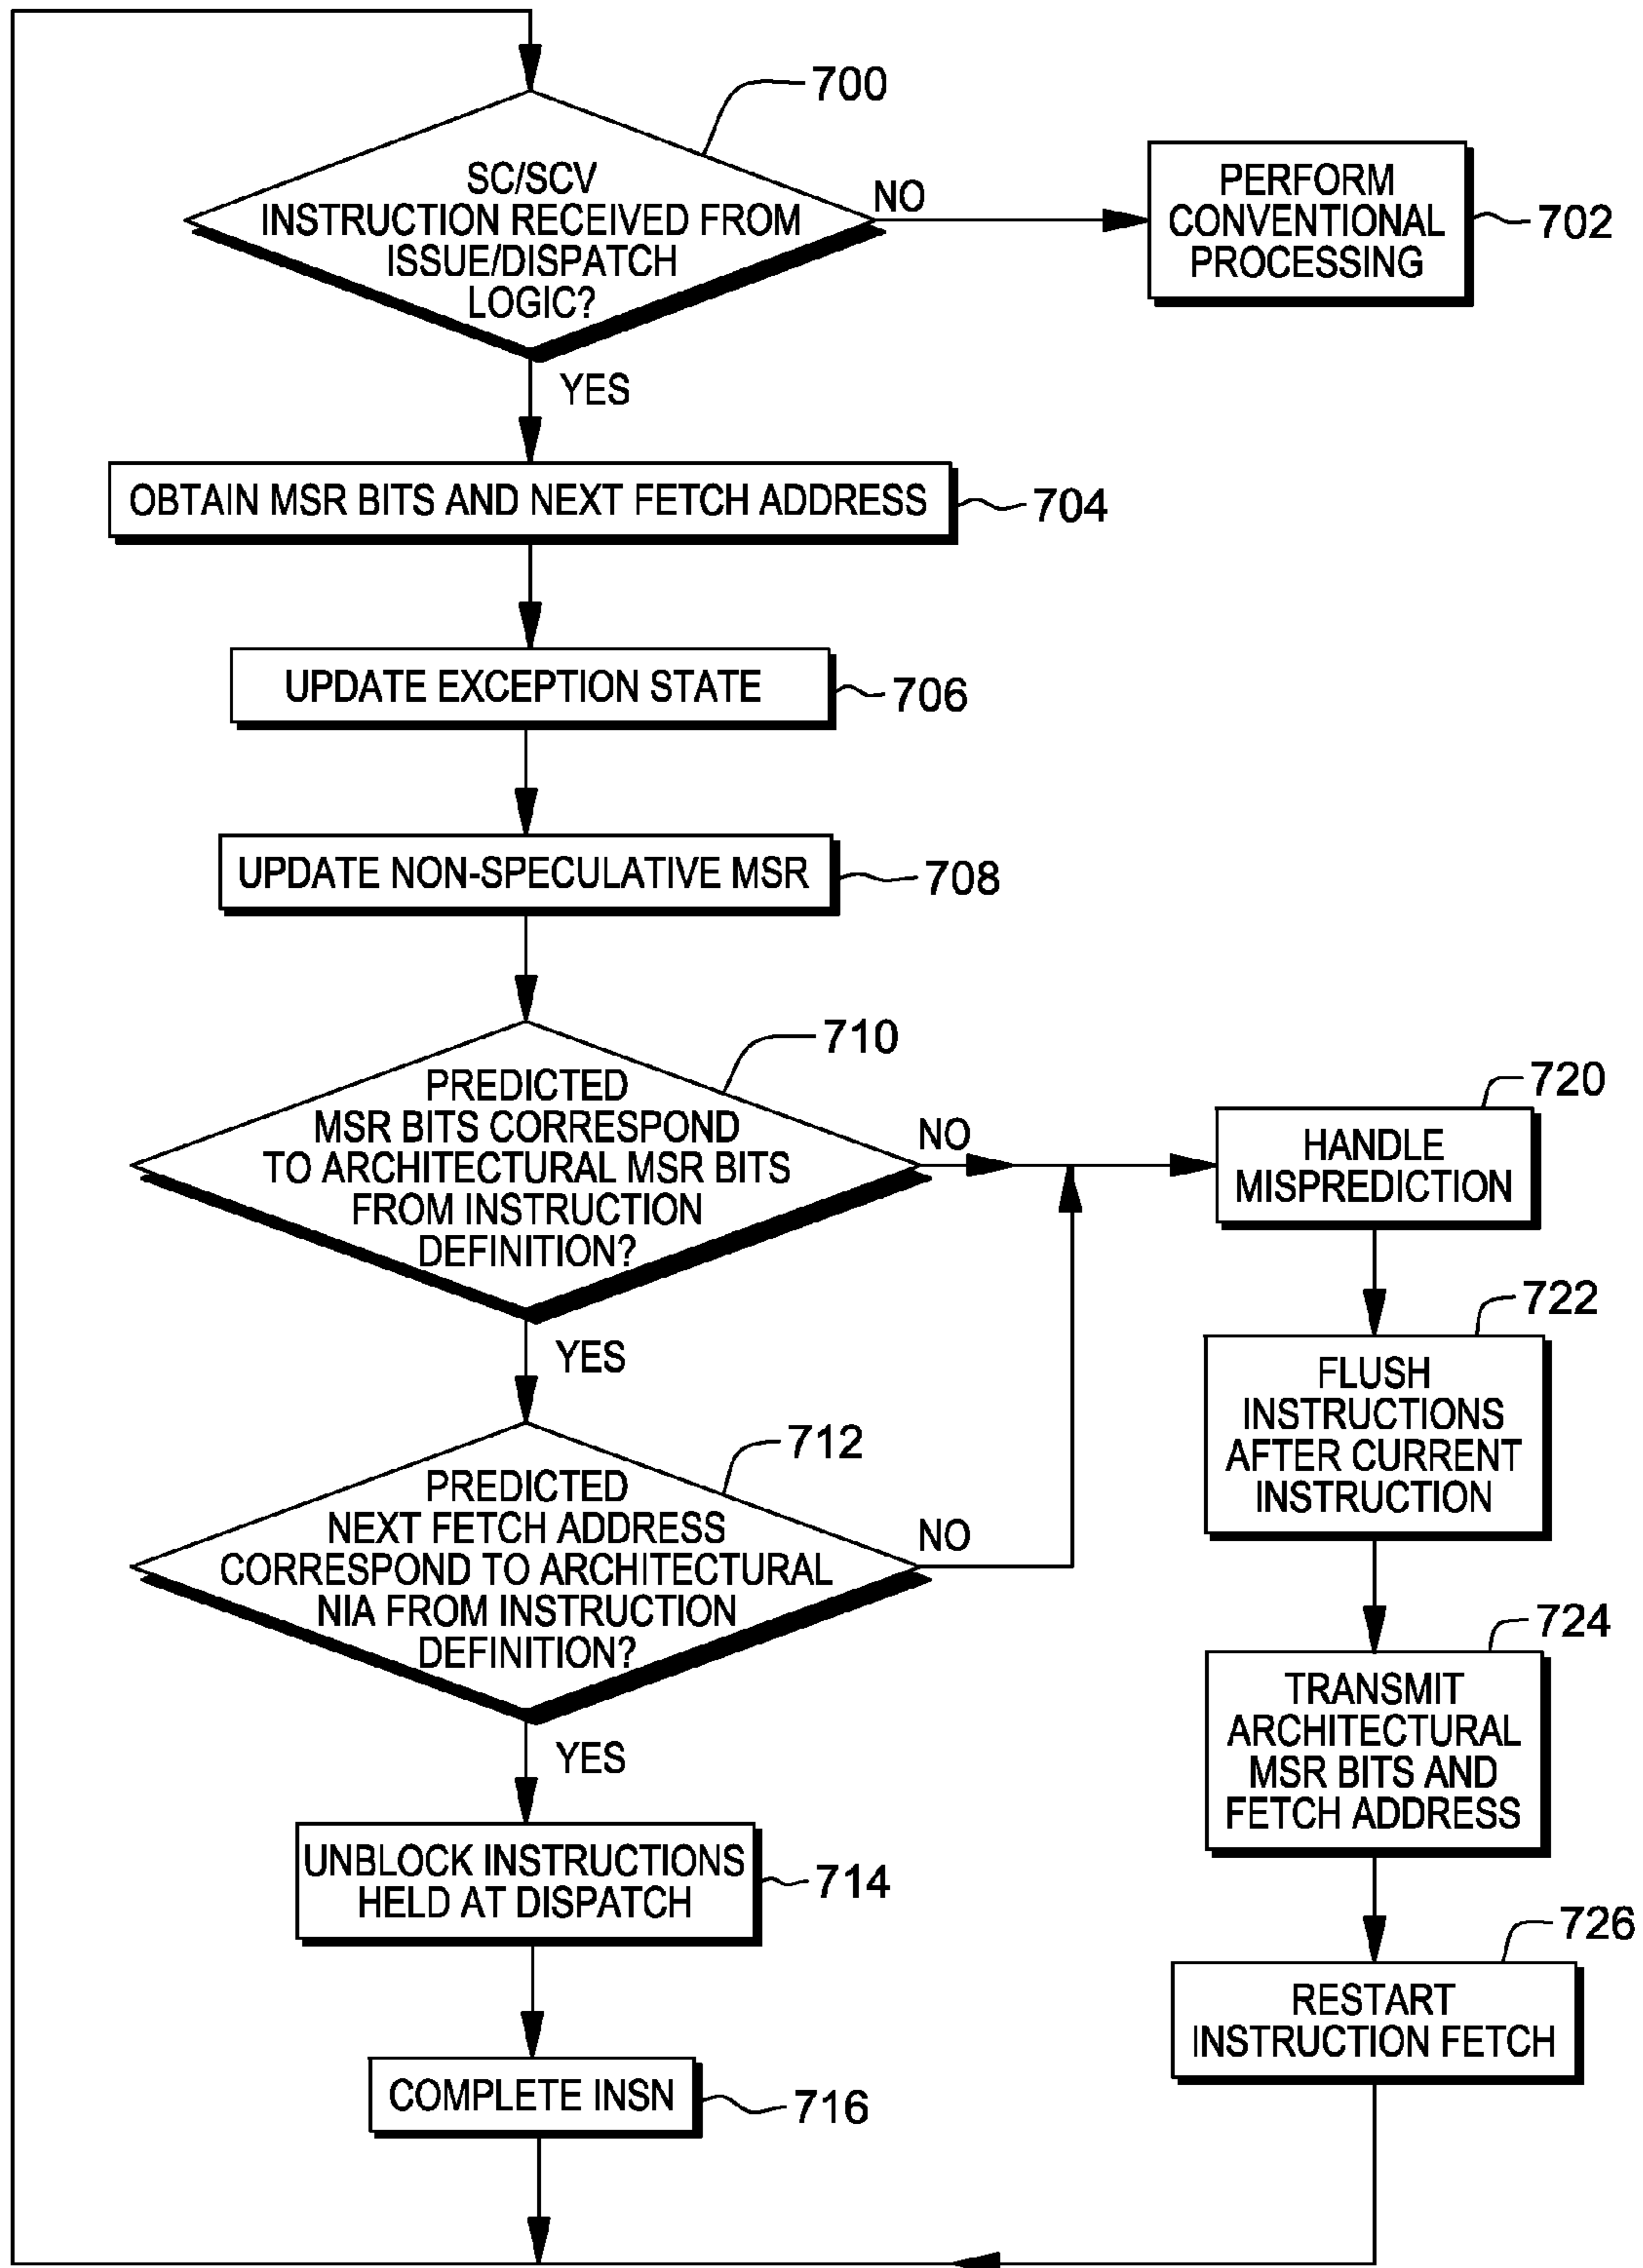 700
SC/SCV
INSTRUCTION RECEIVED FROM
ISSUE/DISPATCH
LOGIC?
NO
PERFORM
CONVENTIONAL
PROCESSING
702
YES
OBTAIN MSR BITS AND NEXT FETCH ADDRESS
704
UPDATE EXCEPTION STATE
706
UPDATE NON-SPECULATIVE MSR
708
710
PREDICTED
MSR BITS CORRESPOND
TO ARCHITECTURAL MSR BITS
FROM INSTRUCTION
DEFINITION?
NO
YES
712
PREDICTED
NEXT FETCH ADDRESS
CORRESPOND TO ARCHITECTURAL
NIA FROM INSTRUCTION
DEFINITION?
NO
YES
UNBLOCK INSTRUCTIONS
HELD AT DISPATCH
714
COMPLETE INSN
716
720
HANDLE
MISPREDICTION
722
FLUSH
INSTRUCTIONS
AFTER CURRENT
INSTRUCTION
724
TRANSMIT
ARCHITECTURAL
MSR BITS AND
FETCH ADDRESS
726
RESTART
INSTRUCTION FETCH